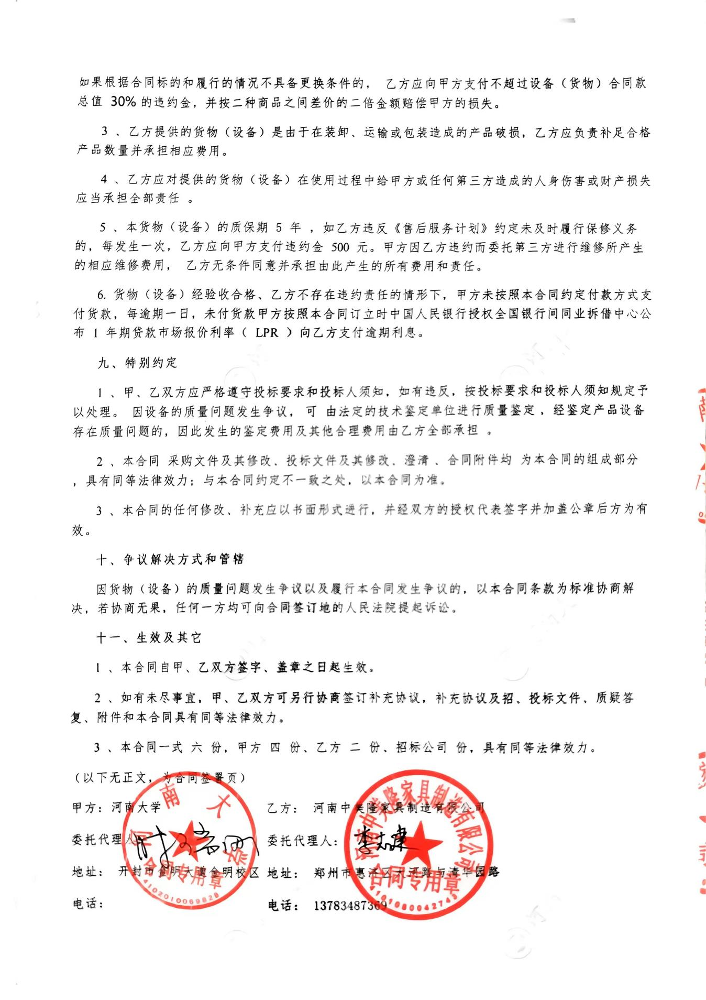 如果根据合同标的和履行的情况不具备更换条件的， 乙方应向甲方支付不超过设备（货物）合同款
总值 30% 的违约金，并按二种商品之间差价的二倍金额赔偿甲方的损失。
3 、乙方提供的货物（设备）是由于在装卸、运输或包装造成的产品破损，乙方应负责补足合格
产品数量并承担相应费用。
4 、乙方应对提供的货物（设备）在使用过程中给甲方或任何第三方造成的人身伤害或财产损失
应当承担全部责任 。
5 、本货物（设备）的质保期 5 年 ，如乙方违反《售后服务计划》约定未及时履行保修义务
的，每发生一次，乙方应向甲方支付违约金 500 元。甲方因乙方违约而委托第三方进行维修所产生
的相应维修费用， 乙方无条件同意并承担由此产生的所有费用和责任。
6. 货物（设备）经验收合格、乙方不存在违约责任的情形下，甲方未按照本合同约定付款方式支
付货款，每逾期一日，未付货款甲方按照本合同订立时中国人民银行授权全国银行间同业拆借中心公
布 1 年期贷款市场报价利率（ LPR ）向乙方支付逾期利息。
九、特别约定
1 、甲、乙双方应严格遵守投标要求和投标人须知，如有违反，按投标要求和投标人须知规定予
以处理。 因设备的质量问题发生争议，可 由法定的技术鉴定单位进行质量鉴定 ，经鉴定产品设备
存在质量问题的，因此发生的鉴定费用及其他合理费用由乙方全部承担 。
2 、本合同 采购文件及其修改、投标文件及其修改、澄清 、合同附件均 为本合同的组成部分
，具有同等法律效力；与本合同约定不一致之处，以本合同为准。
3 、本合同的任何修改、补充应以书面形式进行，并经双方的授权代表签字并加盖公章后方为有
效。
十、争议解决方式和管辖
因货物（设备）的质量问题发生争议以及履行本合同发生争议的，以本合同条款为标准协商解
决，若协商无果，任何一方均可向合同签订地的人民法院提起诉讼。
十一、生效及其它
1 、本合同自甲、乙双方签字、盖章之日起生效。
2 、如有未尽事宜，甲、乙双方可另行协商签订补充协议，补充协议及招、投标文件、质疑答
复、附件和本合同具有同等法律效力。
3 、本合同一式 六 份，甲方 四 份、乙方 二 份、招标公司 份，具有同等法律效力。
（以下无正文，为合同签署页）
甲方：河南大学 乙方： 河南中美隆家具制造有限公司
委托代理人 委托代理人： 李志建
地址： 开封市金明大道金明校区 地址： 郑州市惠济区大河路与清华园路
电话： 电话： 13783487369
河南大学
合同专用章
4102010069828
河南中美隆家具制造有限公司
合同专用章
4101080042743